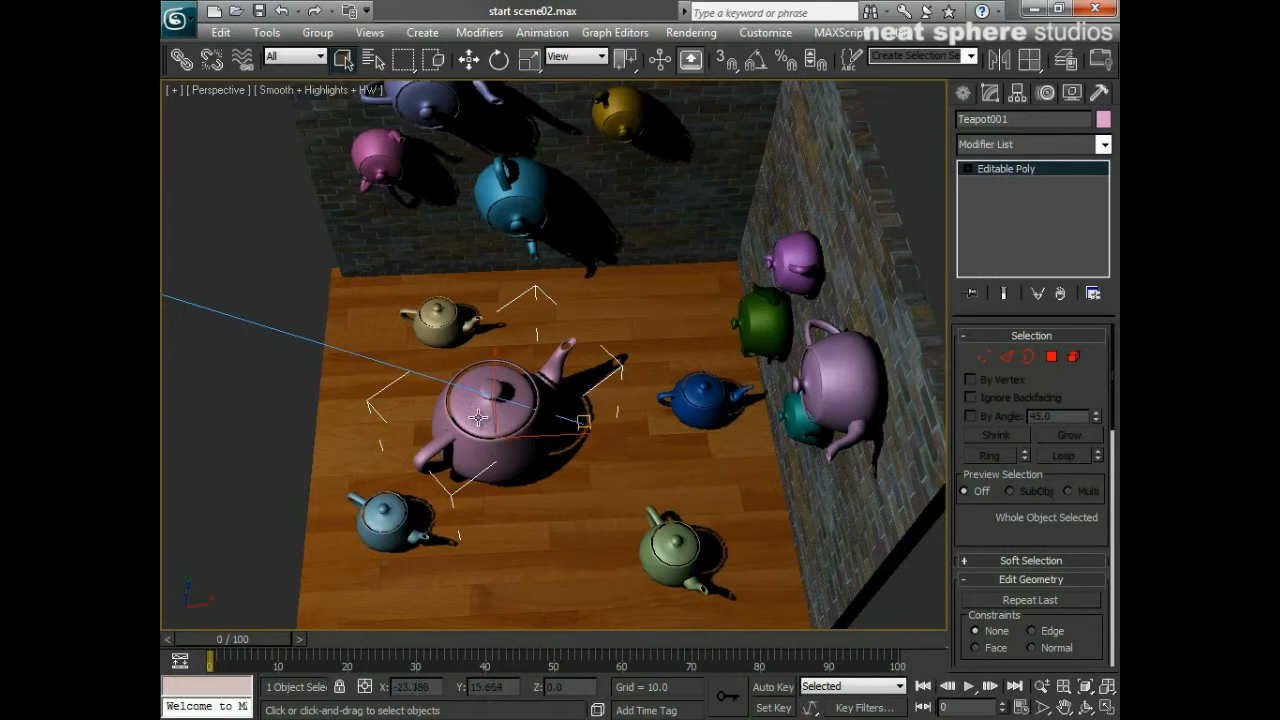 start scene02.max
Type a keyword or phrase
Edit Tools Group Views Create Modifiers Animation Graph Editors Rendering Customize MAXScript
neat sphere studios
All
View
3
Create Selection Se
[ + ] [ Perspective ] [ Smooth + Highlights + HW ]
Teapot001
Modifier List
Editable Poly
- Selection
By Vertex
Ignore Backfacing
By Angle: 45.0
Shrink Grow
Ring Loop
Preview Selection
Off SubObj Multi
Whole Object Selected
+ Soft Selection
- Edit Geometry
Repeat Last
Constraints
None Edge
Face Normal
< 0 / 100 >
0 10 20 30 40 50 60 70 80 90 100
1 Object Sele X: -23.188 Y: 15.664 Z: 0.0 Grid = 10.0 Auto Key Selected
Welcome to M Click or click-and-drag to select objects Add Time Tag Set Key Key Filters... 0